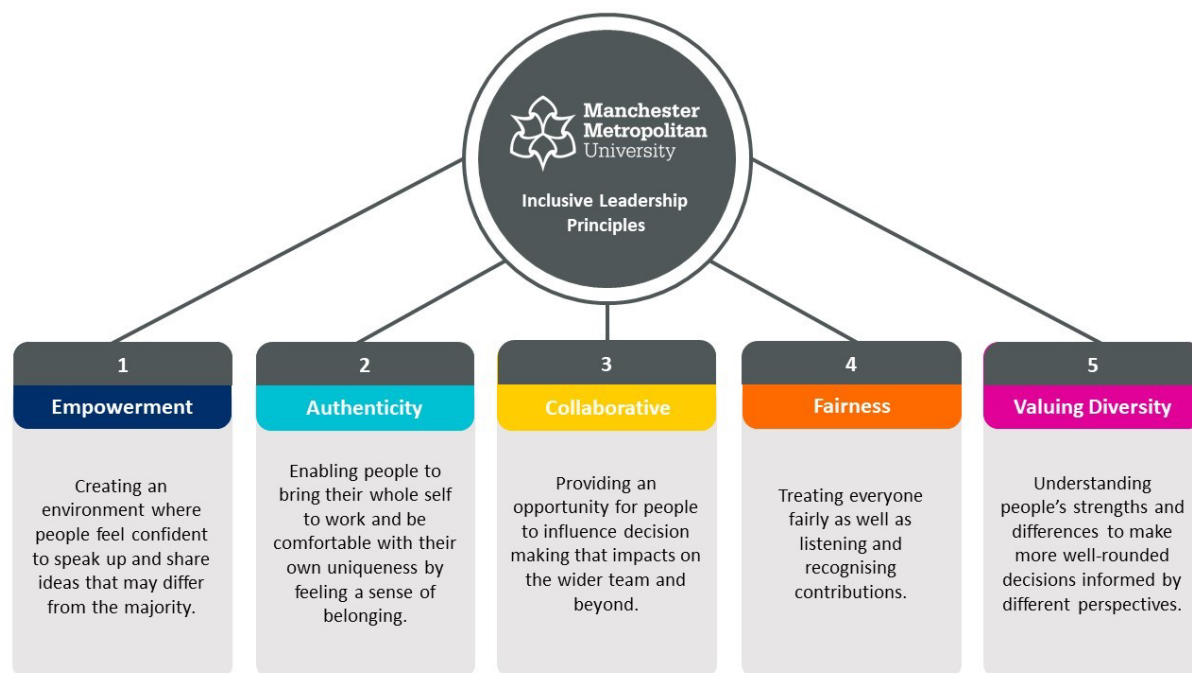 Manchester
Metropolitan
University
Inclusive Leadership
Principles
1
Empowerment
Creating an
environment where
people feel confident
to speak up and share
ideas that may differ
from the majority.
2
Authenticity
Enabling people to
bring their whole self
to work and be
comfortable with their
own uniqueness by
feeling a sense of
belonging.
3
Collaborative
Providing an
opportunity for people
to influence decision
making that impacts on
the wider team and
beyond.
4
Fairness
Treating everyone
fairly as well as
listening and
recognising
contributions.
5
Valuing Diversity
Understanding
people’s strengths and
differences to make
more well-rounded
decisions informed by
different perspectives.